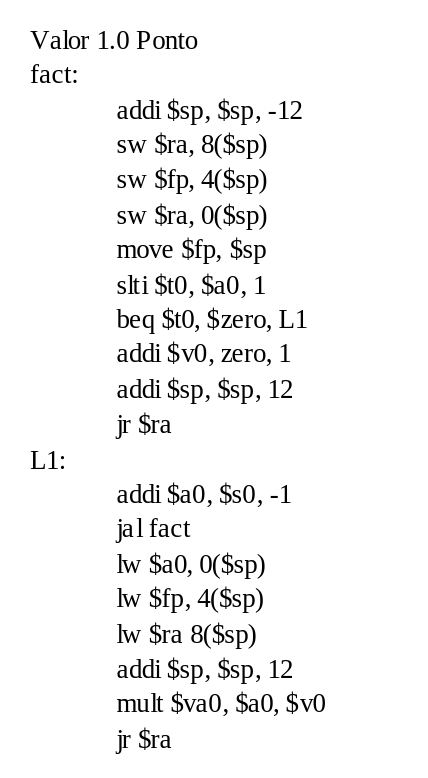 Valor 1.0 Ponto
fact:
addi $sp, $sp, -12
sw $ra, 8($sp)
sw $fp, 4($sp)
sw $ra, 0($sp)
move $fp, $sp
slti $t0, $a0, 1
beq $t0, $zero, L1
addi $v0, zero, 1
addi $sp, $sp, 12
jr $ra
L1:
addi $a0, $s0, -1
jal fact
lw $a0, 0($sp)
lw $fp, 4($sp)
lw $ra 8($sp)
addi $sp, $sp, 12
mult $va0, $a0, $v0
jr $ra